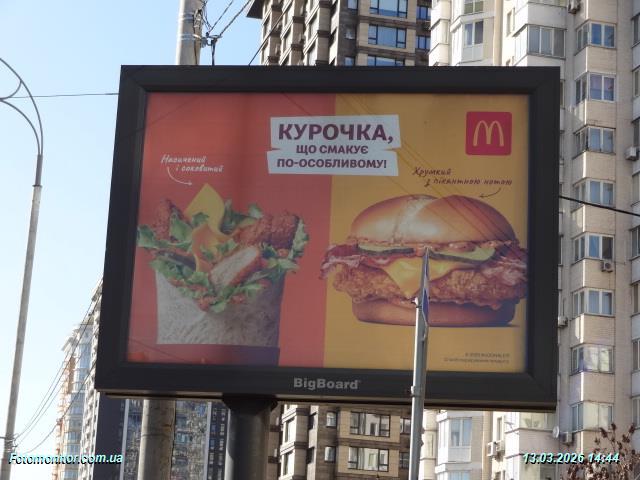 КУРОЧКА,
ЩО СМАКУЄ
ПО-ОСОБЛИВОМУ!
Насичений
і соковитий
Хрумкий
з пікантною нотою
BigBoard
Fotomonitor.com.ua
13.03.2026 14:44